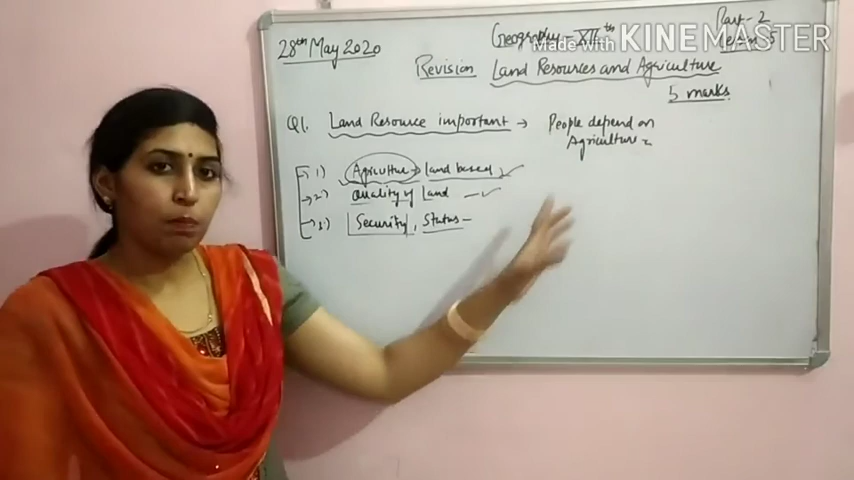 28th May 2020
Geography - XIIth
Part-2
Made with KINEMASTER
Revision Land Resources and Agriculture
5 marks
Q1. Land Resource important → People depend on
Agriculture
1) Agriculture → land based ✓
2) Quality of Land - ✓
3) Security, Status -